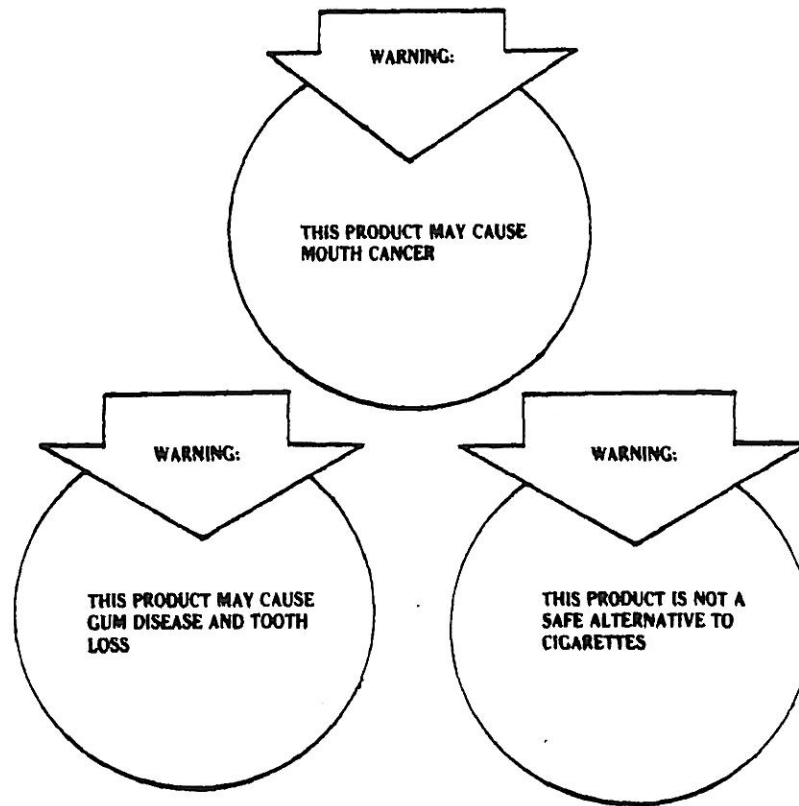 WARNING:
THIS PRODUCT MAY CAUSE
MOUTH CANCER
WARNING:
THIS PRODUCT MAY CAUSE
GUM DISEASE AND TOOTH
LOSS
WARNING:
THIS PRODUCT IS NOT A
SAFE ALTERNATIVE TO
CIGARETTES